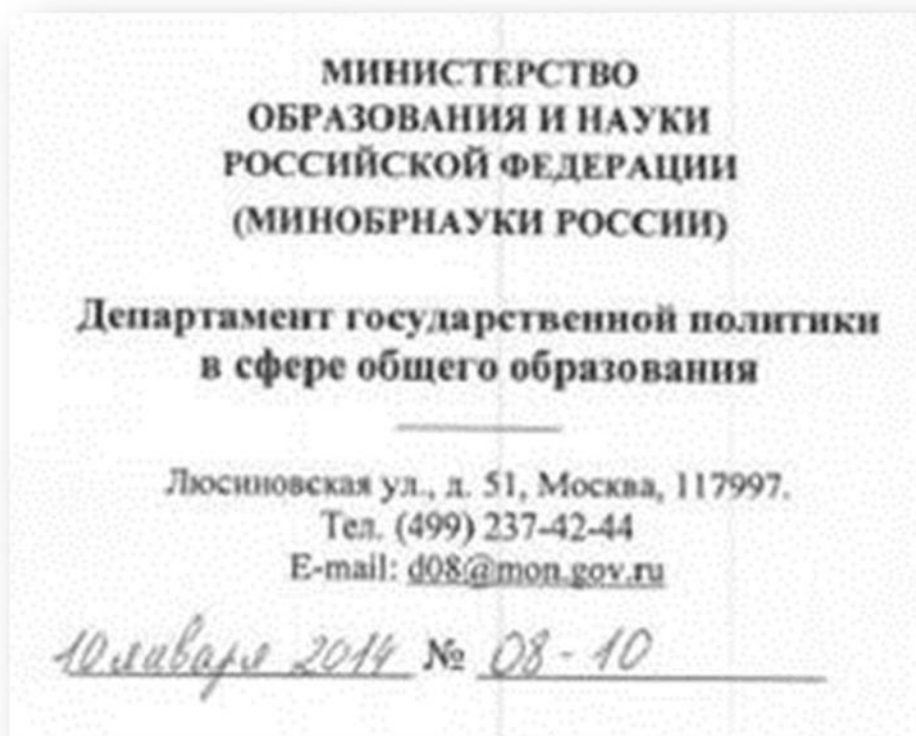 МИНИСТЕРСТВО
ОБРАЗОВАНИЯ И НАУКИ
РОССИЙСКОЙ ФЕДЕРАЦИИ
(МИНОБРНАУКИ РОССИИ)
Департамент государственной политики
в сфере общего образования
Люсиновская ул., д. 51, Москва, 117997.
Тел. (499) 237-42-44
E-mail: d08@mon.gov.ru
10 января 2014 № 08-10